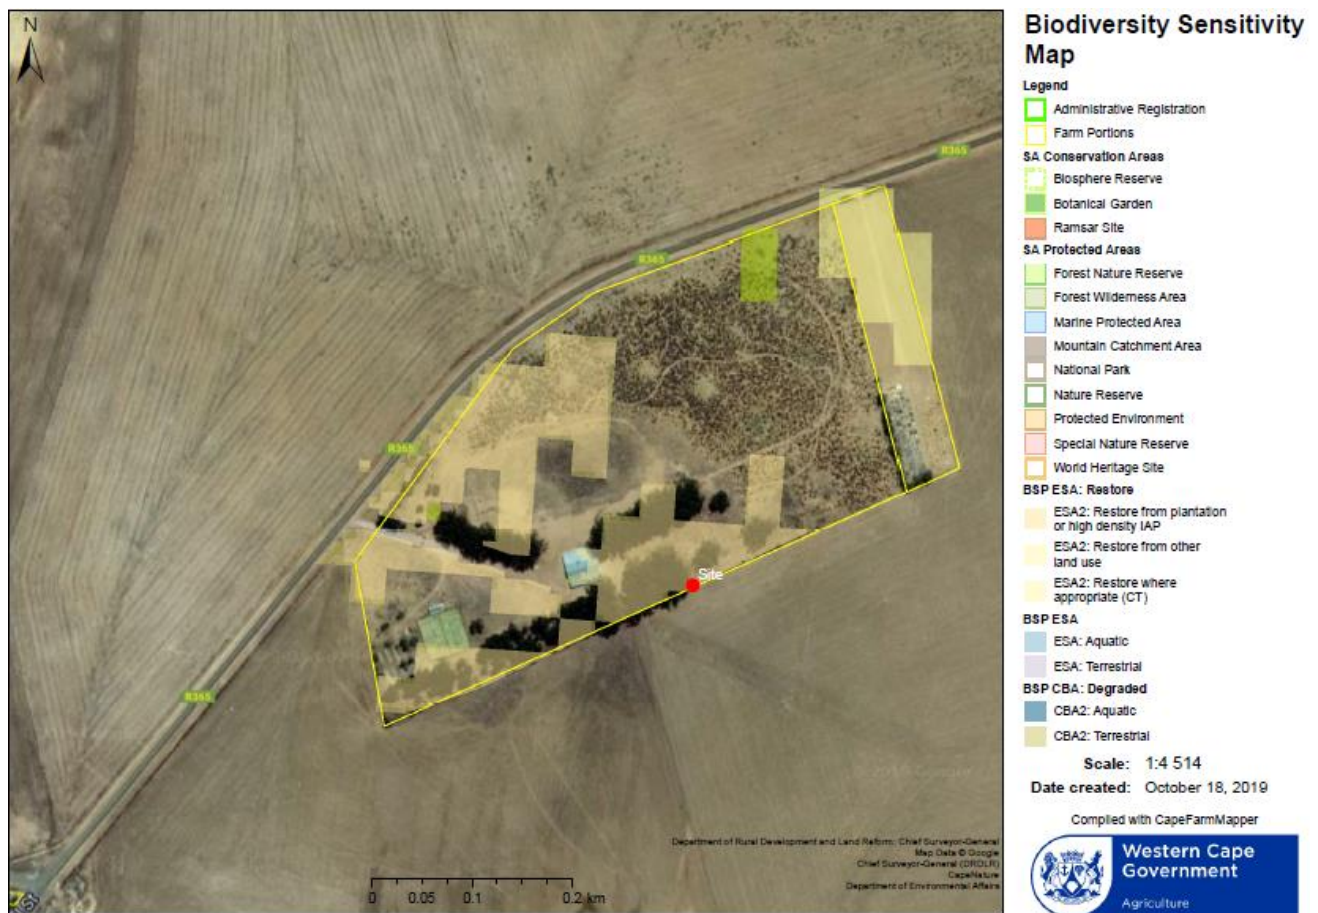 N
R365
R365
R365
R365
Site
Department of Rural Development and Land Reform: Chief Surveyor-General
Map Data © Google
Chief Surveyor-General (DRDLR)
CapeNature
Department of Environmental Affairs
0 0.05 0.1 0.2 km
Biodiversity Sensitivity
Map
Legend
Administrative Registration
Farm Portions
SA Conservation Areas
Biosphere Reserve
Botanical Garden
Ramsar Site
SA Protected Areas
Forest Nature Reserve
Forest Wilderness Area
Marine Protected Area
Mountain Catchment Area
National Park
Nature Reserve
Protected Environment
Special Nature Reserve
World Heritage Site
BSP ESA: Restore
ESA2: Restore from plantation
or high density IAP
ESA2: Restore from other
land use
ESA2: Restore where
appropriate (CT)
BSP ESA
ESA: Aquatic
ESA: Terrestrial
BSP CBA: Degraded
CBA2: Aquatic
CBA2: Terrestrial
Scale: 1:4 514
Date created: October 18, 2019
Compiled with CapeFarmMapper
Western Cape
Government
Agriculture